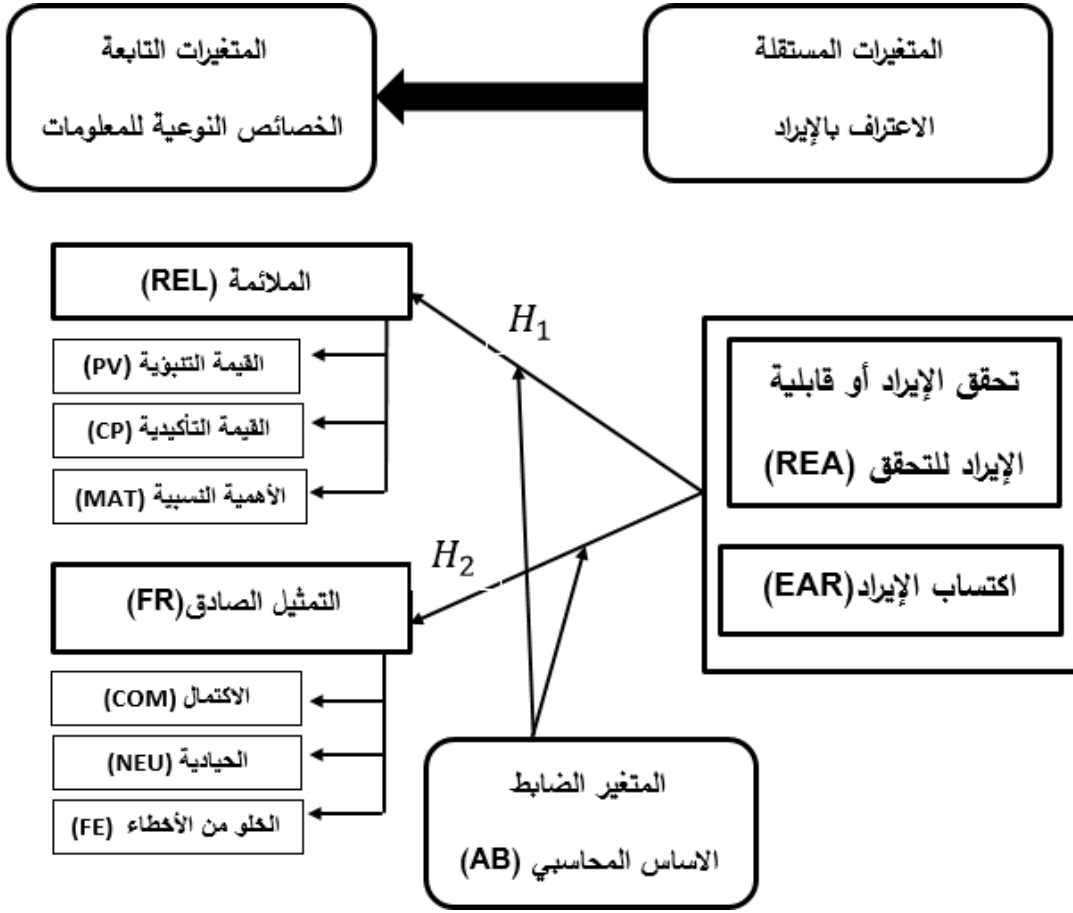 المتغيرات المستقلة
الاعتراف بالإيراد
المتغيرات التابعة
الخصائص النوعية للمعلومات
الملائمة (REL)
القيمة التنبؤية (PV)
القيمة التأكيدية (CP)
الأهمية النسبية (MAT)
H₁
تحقق الإيراد أو قابلية
الإيراد للتحقق (REA)
اكتساب الإيراد(EAR)
H₂
التمثيل الصادق(FR)
الاكتمال (COM)
الحيادية (NEU)
الخلو من الأخطاء (FE)
المتغير الضابط
الاساس المحاسبي (AB)